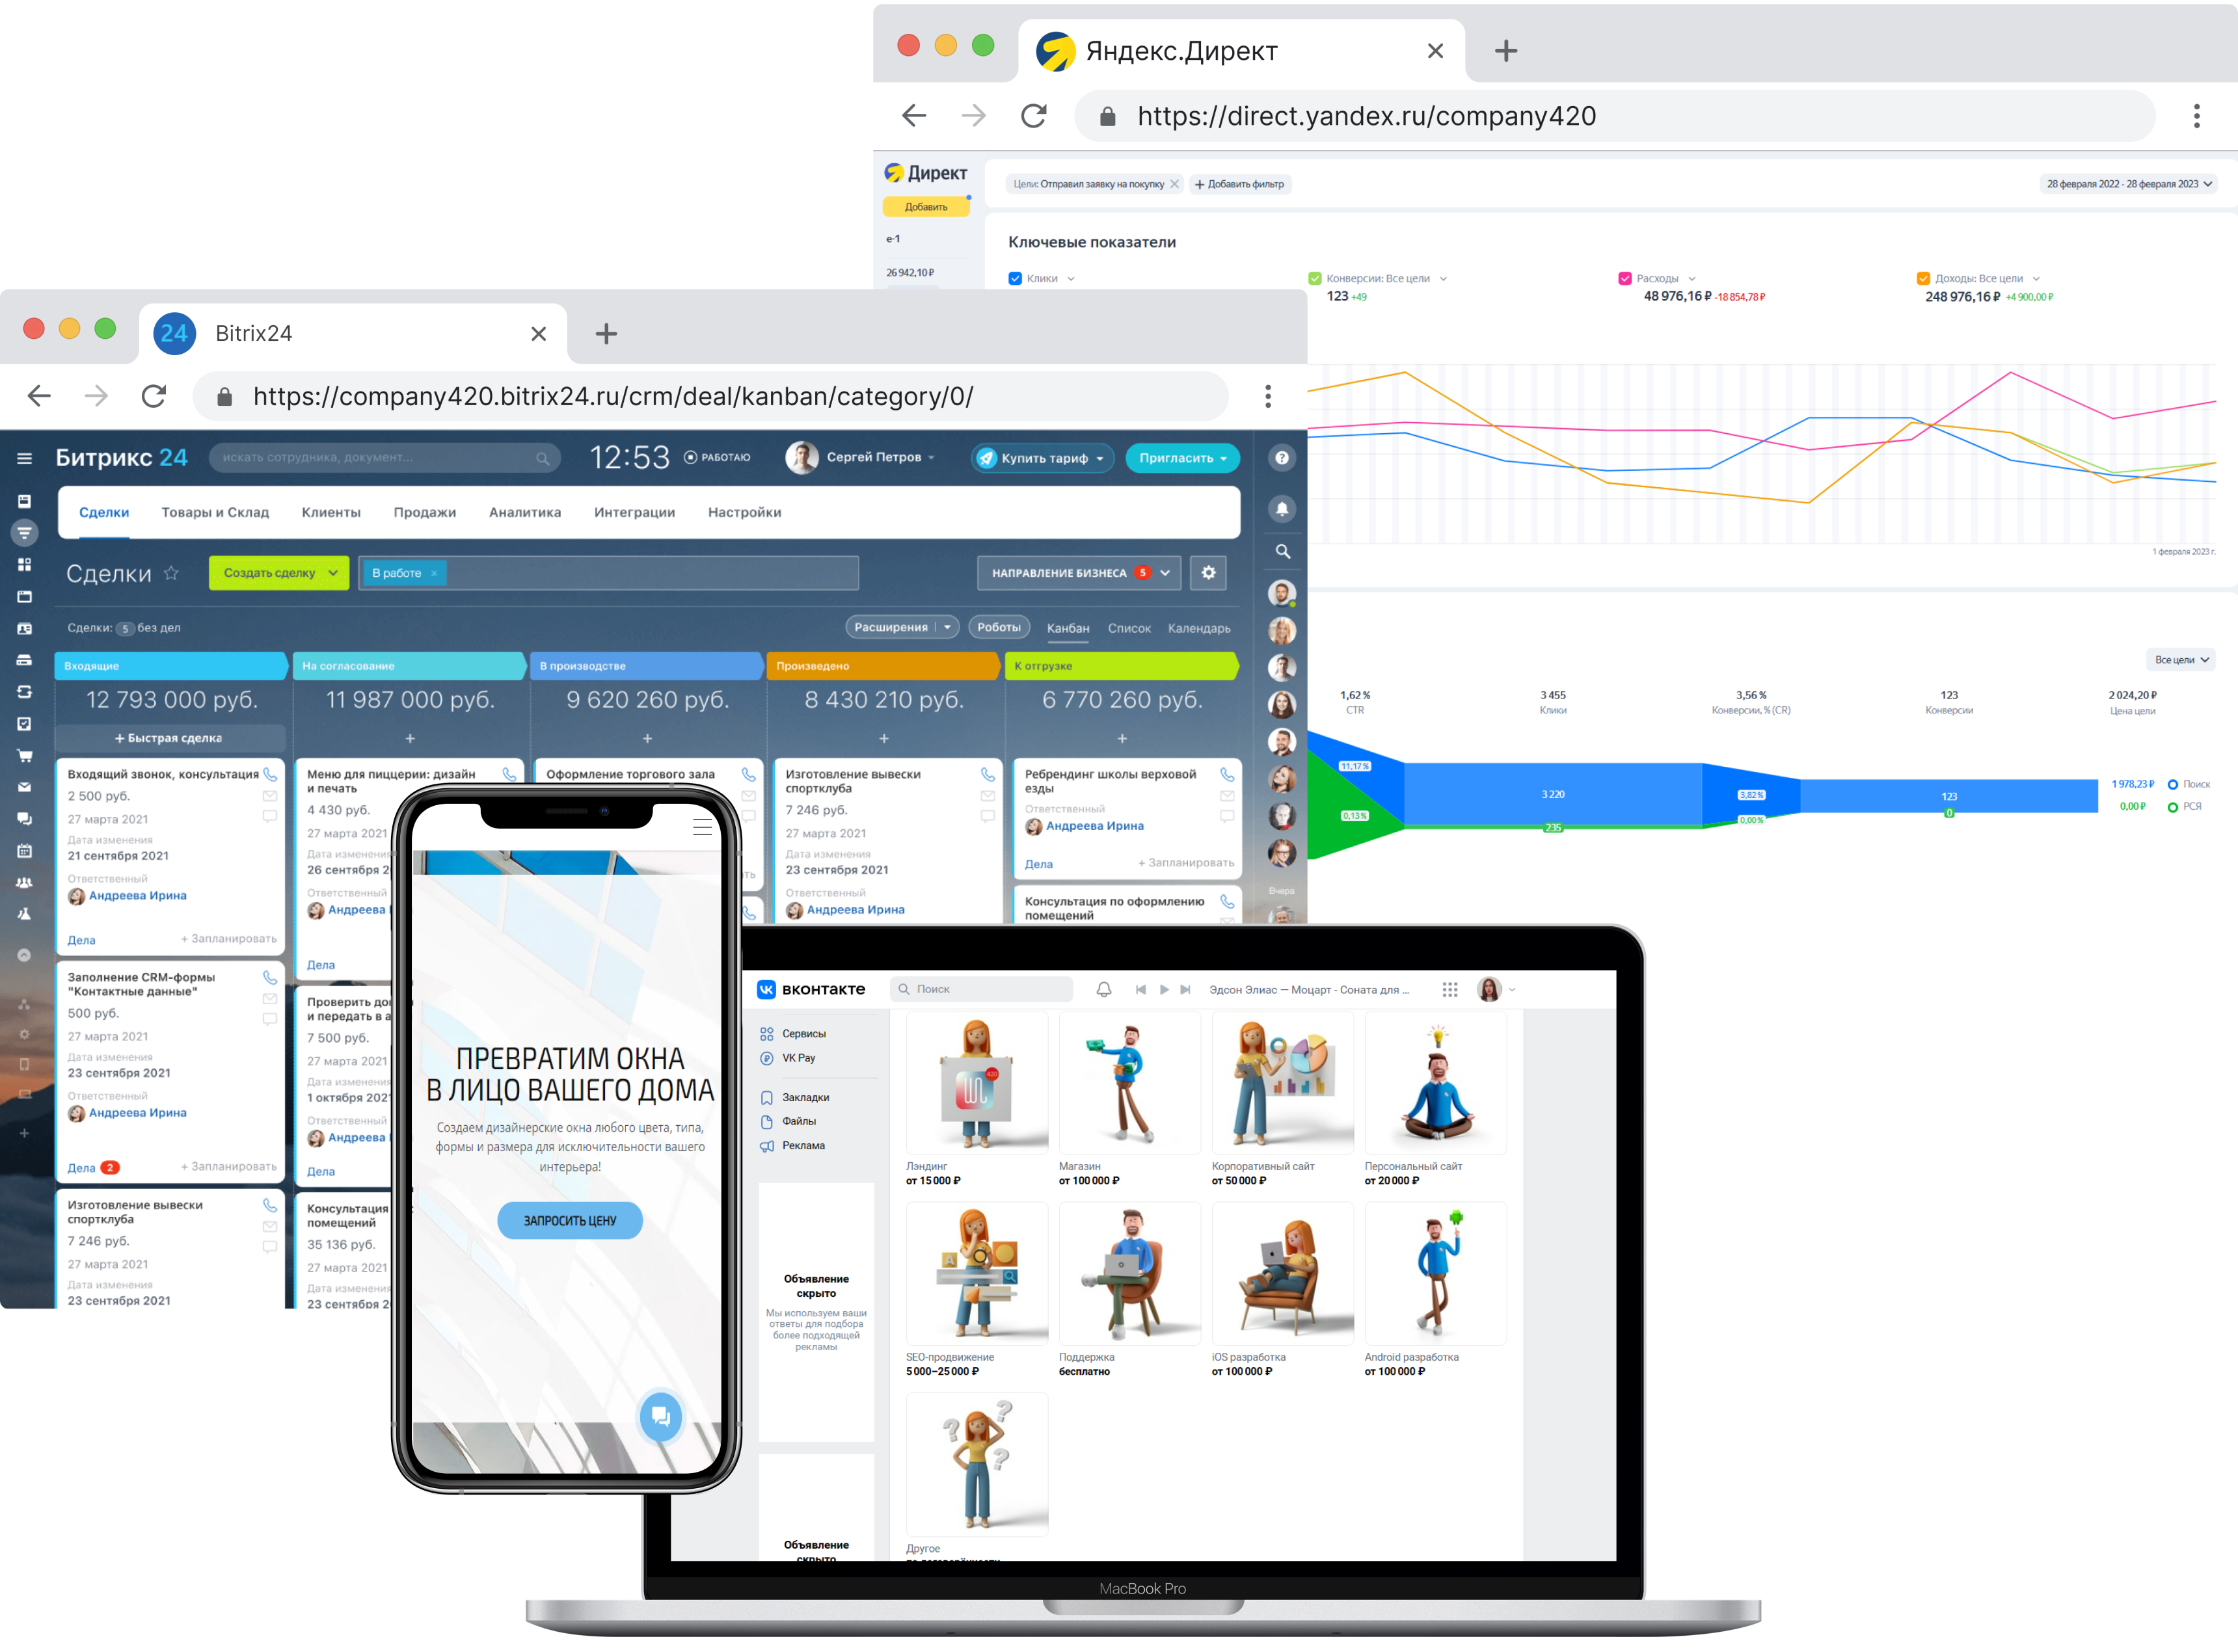 Яндекс.Директ
https://direct.yandex.ru/company420
Директ
Добавить
e-1
26 942,10 ₽
Цели: Отправил заявку на покупку
+ Добавить фильтр
28 февраля 2022 - 28 февраля 2023
Ключевые показатели
Клики
Конверсии: Все цели
123 +49
Расходы
48 976,16 ₽ -18 854,78 ₽
Доходы: Все цели
248 976,16 ₽ +4 900,00 ₽
1 февраля 2023 г.
Все цели
1,62 %
CTR
3 455
Клики
3,56 %
Конверсии, % (CR)
123
Конверсии
2 024,20 ₽
Цена цели
11,17 %
3 220
3,82 %
123
1 978,23 ₽
Поиск
0,13 %
235
0,00 %
0
0,00 ₽
РСЯ
24
Bitrix24
https://company420.bitrix24.ru/crm/deal/kanban/category/0/
Битрикс 24
искать сотрудника, документ...
12:53
РАБОТАЮ
Сергей Петров
Купить тариф
Пригласить
Сделки
Товары и Склад
Клиенты
Продажи
Аналитика
Интеграции
Настройки
Сделки
Создать сделку
В работе
НАПРАВЛЕНИЕ БИЗНЕСА 5
Сделки: 5 без дел
Расширения
Роботы
Канбан
Список
Календарь
Входящие
12 793 000 руб.
+ Быстрая сделка
Входящий звонок, консультация
2 500 руб.
27 марта 2021
Дата изменения
21 сентября 2021
Ответственный
Андреева Ирина
Дела
+ Запланировать
Заполнение CRM-формы
"Контактные данные"
500 руб.
27 марта 2021
Дата изменения
23 сентября 2021
Ответственный
Андреева Ирина
Дела 2
+ Запланировать
Изготовление вывески
спортклуба
7 246 руб.
27 марта 2021
Дата изменения
23 сентября 2021
На согласование
11 987 000 руб.
+
Меню для пиццерии: дизайн
и печать
4 430 руб.
27 марта 2021
Дата изменения
26 сентября 2
Ответственный
Андреева
Дела
Проверить до
и передать в а
7 500 руб.
27 марта 2021
Дата изменения
1 октября 202
Ответственный
Андреева
Дела
Консультация
помещений
35 136 руб.
27 марта 2021
Дата изменения
23 сентября 2
В производстве
9 620 260 руб.
+
Оформление торгового зала
ть
Произведено
8 430 210 руб.
+
Изготовление вывески
спортклуба
7 246 руб.
27 марта 2021
Дата изменения
23 сентября 2021
Ответственный
Андреева Ирина
К отгрузке
6 770 260 руб.
+
Ребрендинг школы верховой
езды
Ответственный
Андреева Ирина
Дела
+ Запланировать
Консультация по оформлению
помещений
Вчера
ПРЕВРАТИМ ОКНА
В ЛИЦО ВАШЕГО ДОМА
Создаем дизайнерские окна любого цвета, типа,
формы и размера для исключительности вашего
интерьера!
ЗАПРОСИТЬ ЦЕНУ
ВКОНТАКТЕ
Поиск
Эдсон Элиас — Моцарт - Соната для ...
Сервисы
VK Pay
Закладки
Файлы
Реклама
Объявление
скрыто
Мы используем ваши
ответы для подбора
более подходящей
рекламы
Объявление
скрыто
420
Лэндинг
от 15 000 ₽
Магазин
от 100 000 ₽
Корпоративный сайт
от 50 000 ₽
Персональный сайт
от 20 000 ₽
SEO-продвижение
5 000–25 000 ₽
Поддержка
бесплатно
iOS разработка
от 100 000 ₽
Android разработка
от 100 000 ₽
Другое
MacBook Pro